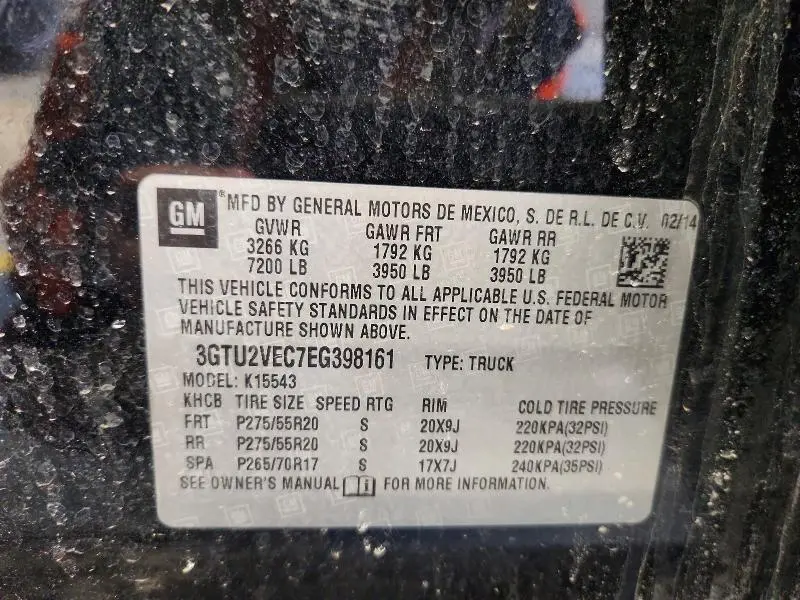 GM ®MFD BY GENERAL MOTORS DE MEXICO, S. DE R.L. DE C.V. 02/14
GVWR GAWR FRT GAWR RR
3266 KG 1792 KG 1792 KG
7200 LB 3950 LB 3950 LB
THIS VEHICLE CONFORMS TO ALL APPLICABLE U.S. FEDERAL MOTOR
VEHICLE SAFETY STANDARDS IN EFFECT ON THE DATE OF
MANUFACTURE SHOWN ABOVE.
3GTU2VEC7EG398161 TYPE: TRUCK
MODEL: K15543
KHCB TIRE SIZE SPEED RTG RIM COLD TIRE PRESSURE
FRT P275/55R20 S 20X9J 220KPA(32PSI)
RR P275/55R20 S 20X9J 220KPA(32PSI)
SPA P265/70R17 S 17X7J 240KPA(35PSI)
SEE OWNER'S MANUAL i FOR MORE INFORMATION.